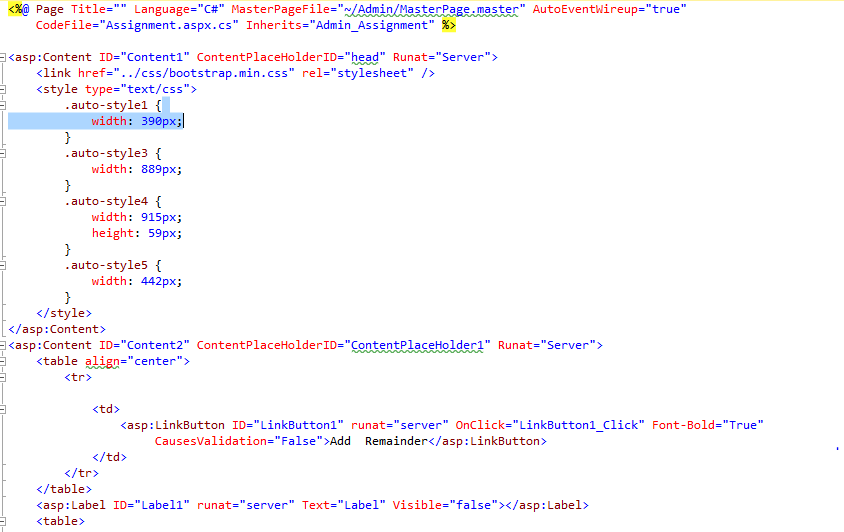 <%@ Page Title="" Language="C#" MasterPageFile="~/Admin/MasterPage.master" AutoEventWireup="true"
    CodeFile="Assignment.aspx.cs" Inherits="Admin_Assignment" %>

<asp:Content ID="Content1" ContentPlaceHolderID="head" Runat="Server">
    <link href="../css/bootstrap.min.css" rel="stylesheet" />
    <style type="text/css">
        .auto-style1 {
            width: 390px;
        }
        .auto-style3 {
            width: 889px;
        }
        .auto-style4 {
            width: 915px;
            height: 59px;
        }
        .auto-style5 {
            width: 442px;
        }
    </style>
</asp:Content>
<asp:Content ID="Content2" ContentPlaceHolderID="ContentPlaceHolder1" Runat="Server">
    <table align="center">
        <tr>

            <td>
                <asp:LinkButton ID="LinkButton1" runat="server" OnClick="LinkButton1_Click" Font-Bold="True"
                     CausesValidation="False">Add  Remainder</asp:LinkButton>
            </td>
        </tr>
    </table>
    <asp:Label ID="Label1" runat="server" Text="Label" Visible="false"></asp:Label>
    <table>